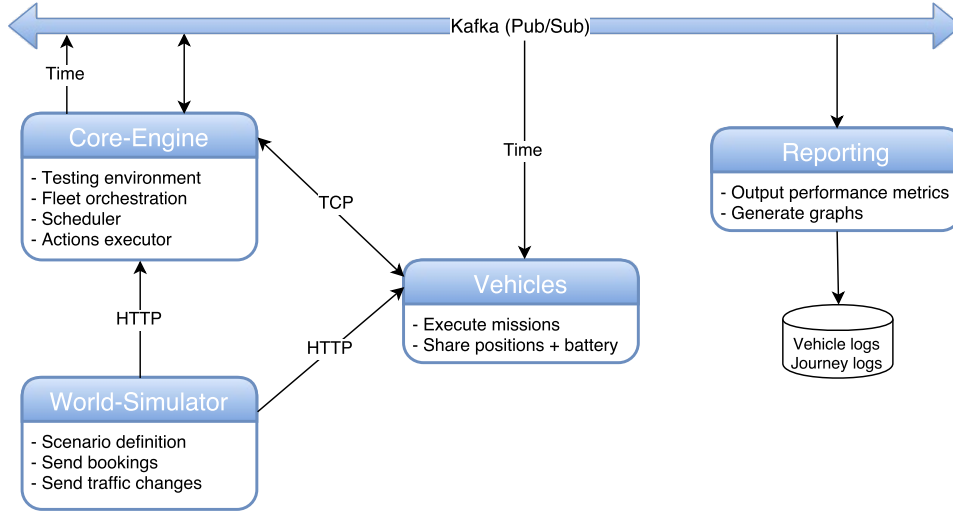 Kafka (Pub/Sub)
Time
Core-Engine
- Testing environment
- Fleet orchestration
- Scheduler
- Actions executor
Time
Reporting
- Output performance metrics
- Generate graphs
TCP
Vehicles
- Execute missions
- Share positions + battery
HTTP
HTTP
Vehicle logs
Journey logs
World-Simulator
- Scenario definition
- Send bookings
- Send traffic changes